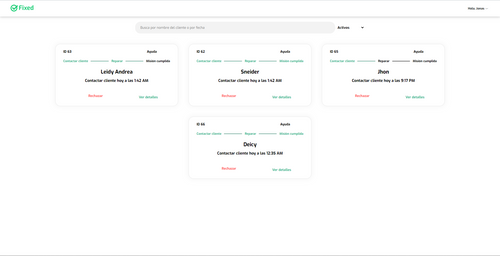 Fixed
Hola, Javier
Busca por nombre del cliente o por fecha
Activos
ID 63 Ayuda
Contactar cliente Reparar Misión cumplida
Leidy Andrea
Contactar cliente hoy a las 1:42 AM
Rechazar Ver detalles
ID 62 Ayuda
Contactar cliente Reparar Misión cumplida
Sneider
Contactar cliente hoy a las 1:42 AM
Rechazar Ver detalles
ID 65 Ayuda
Contactar cliente Reparar Misión cumplida
Jhon
Contactar cliente hoy a las 9:17 PM
Rechazar Ver detalles
ID 66 Ayuda
Contactar cliente Reparar Misión cumplida
Deicy
Contactar cliente hoy a las 12:36 AM
Rechazar Ver detalles